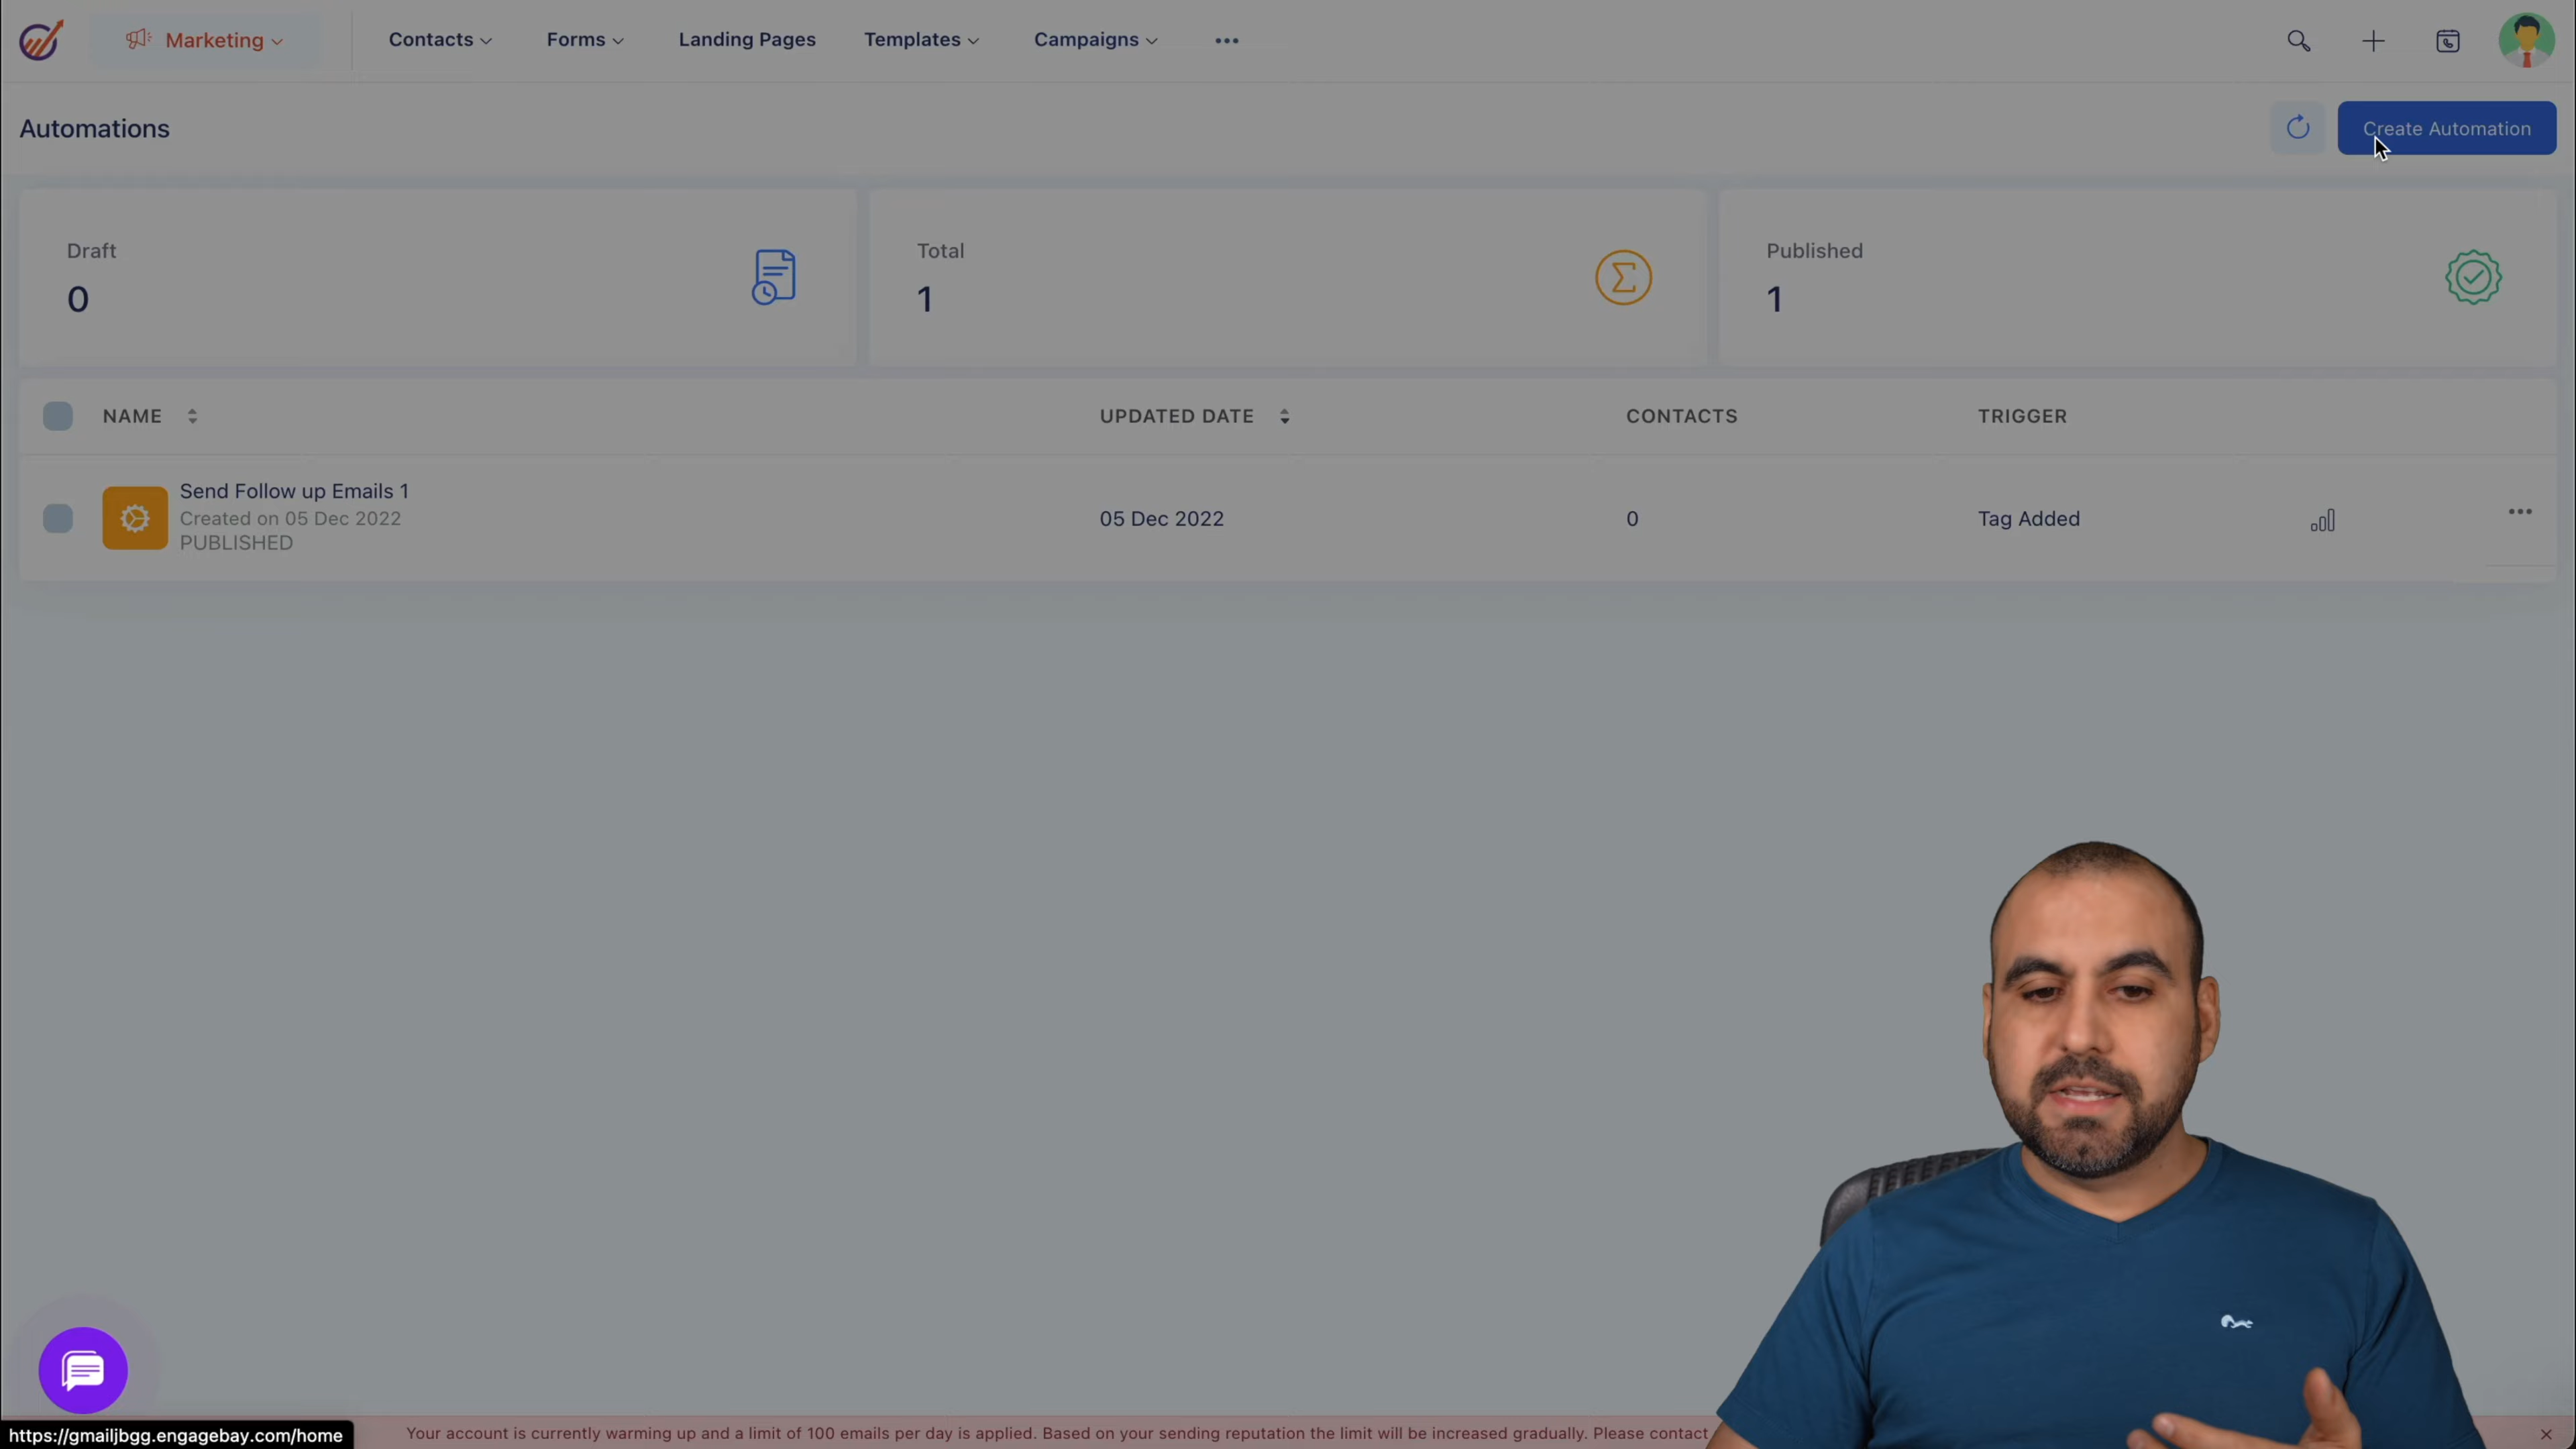 Marketing
Contacts
Forms
Landing Pages
Templates
Campaigns
Automations
Create Automation
Draft
0
Total
1
Published
1
NAME
UPDATED DATE
CONTACTS
TRIGGER
Send Follow up Emails 1
Created on 05 Dec 2022
PUBLISHED
05 Dec 2022
0
Tag Added
https://gmailjbgg.engagebay.com/home
Your account is currently warming up and a limit of 100 emails per day is applied. Based on your sending reputation the limit will be increased gradually. Please contact